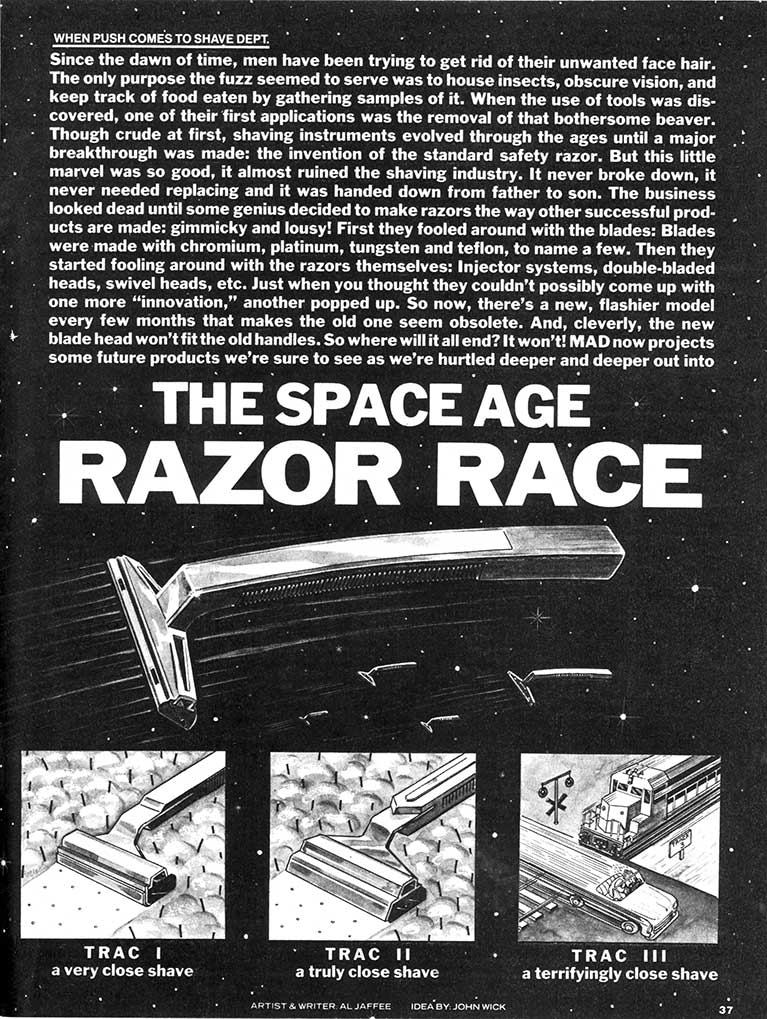 WHEN PUSH COMES TO SHAVE DEPT.
Since the dawn of time, men have been trying to get rid of their unwanted face hair.
The only purpose the fuzz seemed to serve was to house insects, obscure vision, and
keep track of food eaten by gathering samples of it. When the use of tools was dis-
covered, one of their first applications was the removal of that bothersome beaver.
Though crude at first, shaving instruments evolved through the ages until a major
breakthrough was made: the invention of the standard safety razor. But this little
marvel was so good, it almost ruined the shaving industry. It never broke down, it
never needed replacing and it was handed down from father to son. The business
looked dead until some genius decided to make razors the way other successful prod-
ucts are made: gimmicky and lousy! First they fooled around with the blades: Blades
were made with chromium, platinum, tungsten and teflon, to name a few. Then they
started fooling around with the razors themselves: Injector systems, double-bladed
heads, swivel heads, etc. Just when you thought they couldn't possibly come up with
one more "innovation," another popped up. So now, there's a new, flashier model
every few months that makes the old one seem obsolete. And, cleverly, the new
blade head won't fit the old handles. So where will it all end? It won't! MAD now projects
some future products we're sure to see as we're hurtled deeper and deeper out into
THE SPACE AGE
RAZOR RACE
TRAC I
a very close shave
TRAC II
a truly close shave
TRAC III
a terrifyingly close shave
ARTIST & WRITER: AL JAFFEE IDEA BY: JOHN WICK
37